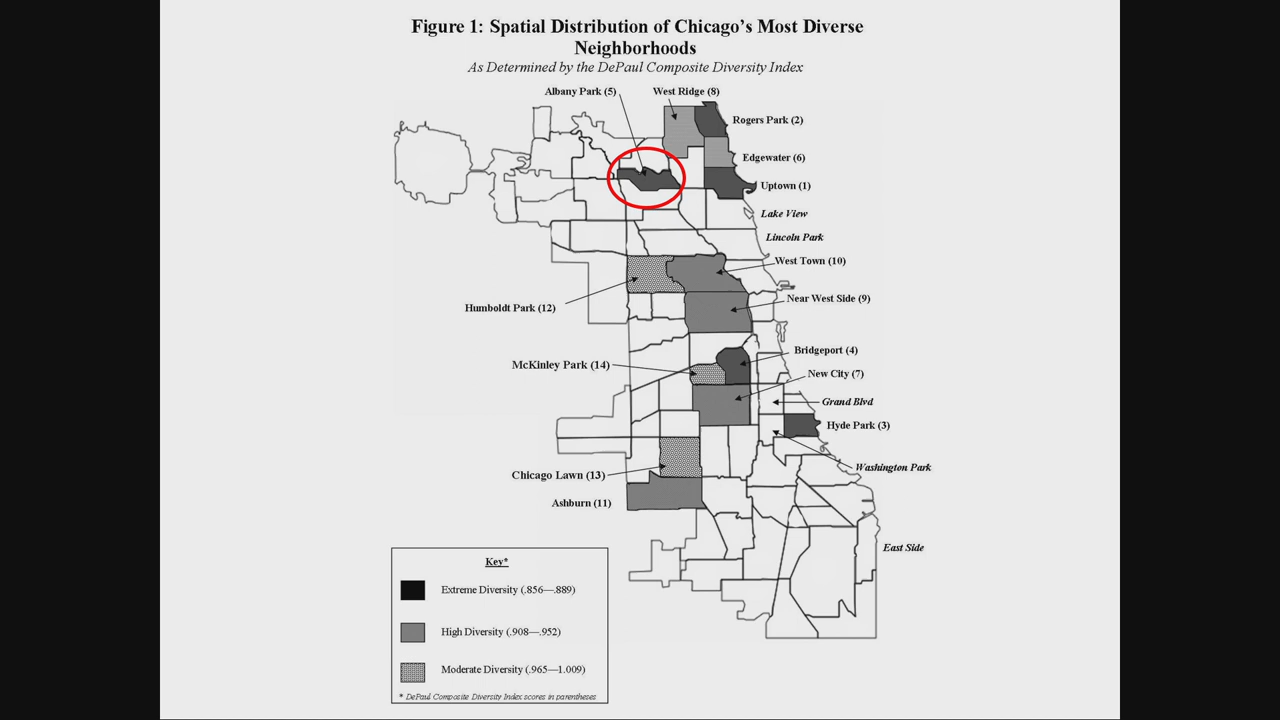 Figure 1: Spatial Distribution of Chicago's Most Diverse
Neighborhoods
As Determined by the DePaul Composite Diversity Index
Albany Park (5)
West Ridge (8)
Rogers Park (2)
Edgewater (6)
Uptown (1)
Lake View
Lincoln Park
West Town (10)
Near West Side (9)
Humboldt Park (12)
Bridgeport (4)
McKinley Park (14)
New City (7)
Grand Blvd
Hyde Park (3)
Washington Park
Chicago Lawn (13)
Ashburn (11)
East Side
Key*
Extreme Diversity (.856—.889)
High Diversity (.908—.952)
Moderate Diversity (.965—1.009)
* DePaul Composite Diversity Index scores in parentheses